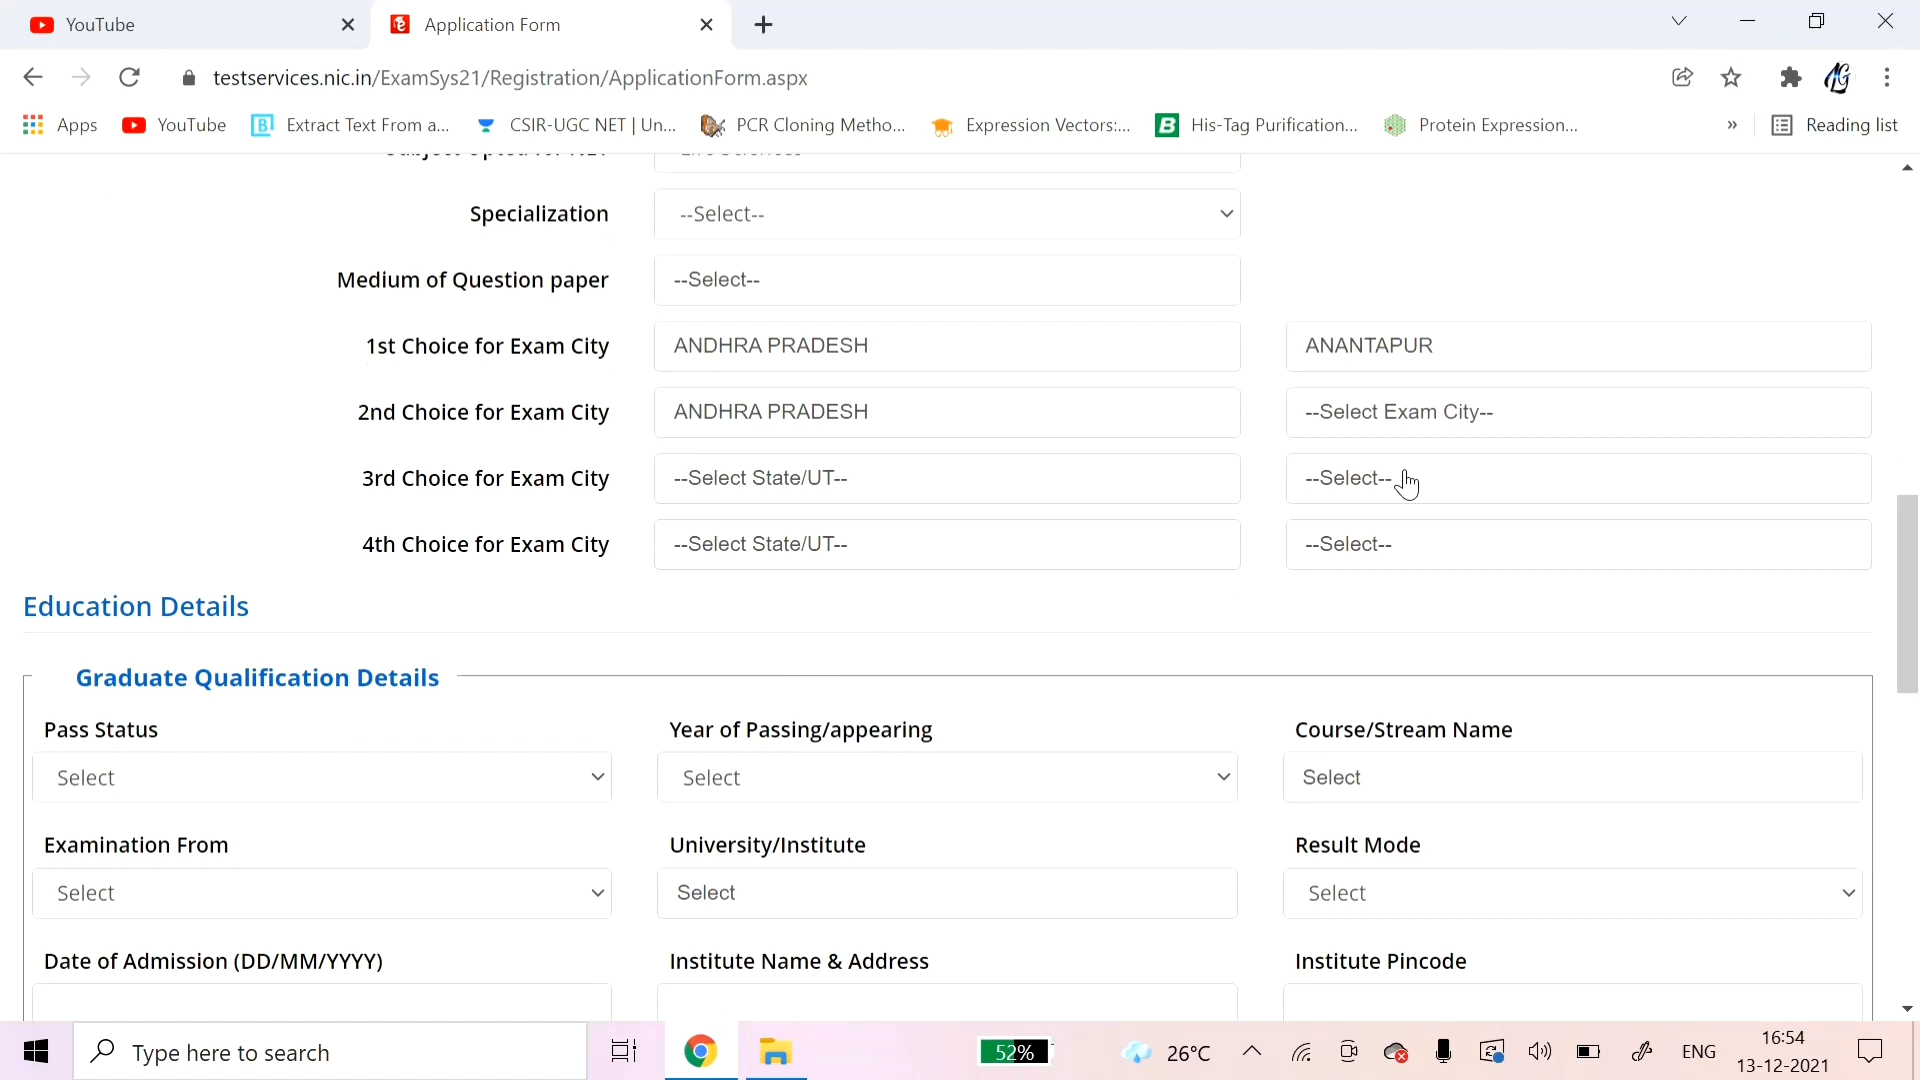 YouTube
Application Form
testservices.nic.in/ExamSys21/Registration/ApplicationForm.aspx
Apps YouTube Extract Text From a... CSIR-UGC NET | Un... PCR Cloning Metho... Expression Vectors:... His-Tag Purification... Protein Expression... » Reading list
Specialization --Select--
Medium of Question paper --Select--
1st Choice for Exam City ANDHRA PRADESH ANANTAPUR
2nd Choice for Exam City ANDHRA PRADESH --Select Exam City--
3rd Choice for Exam City --Select State/UT-- --Select--
4th Choice for Exam City --Select State/UT-- --Select--
Education Details
Graduate Qualification Details
Pass Status Year of Passing/appearing Course/Stream Name
Select Select Select
Examination From University/Institute Result Mode
Select Select Select
Date of Admission (DD/MM/YYYY) Institute Name & Address Institute Pincode
Type here to search 52% 26°C ENG 16:54
13-12-2021